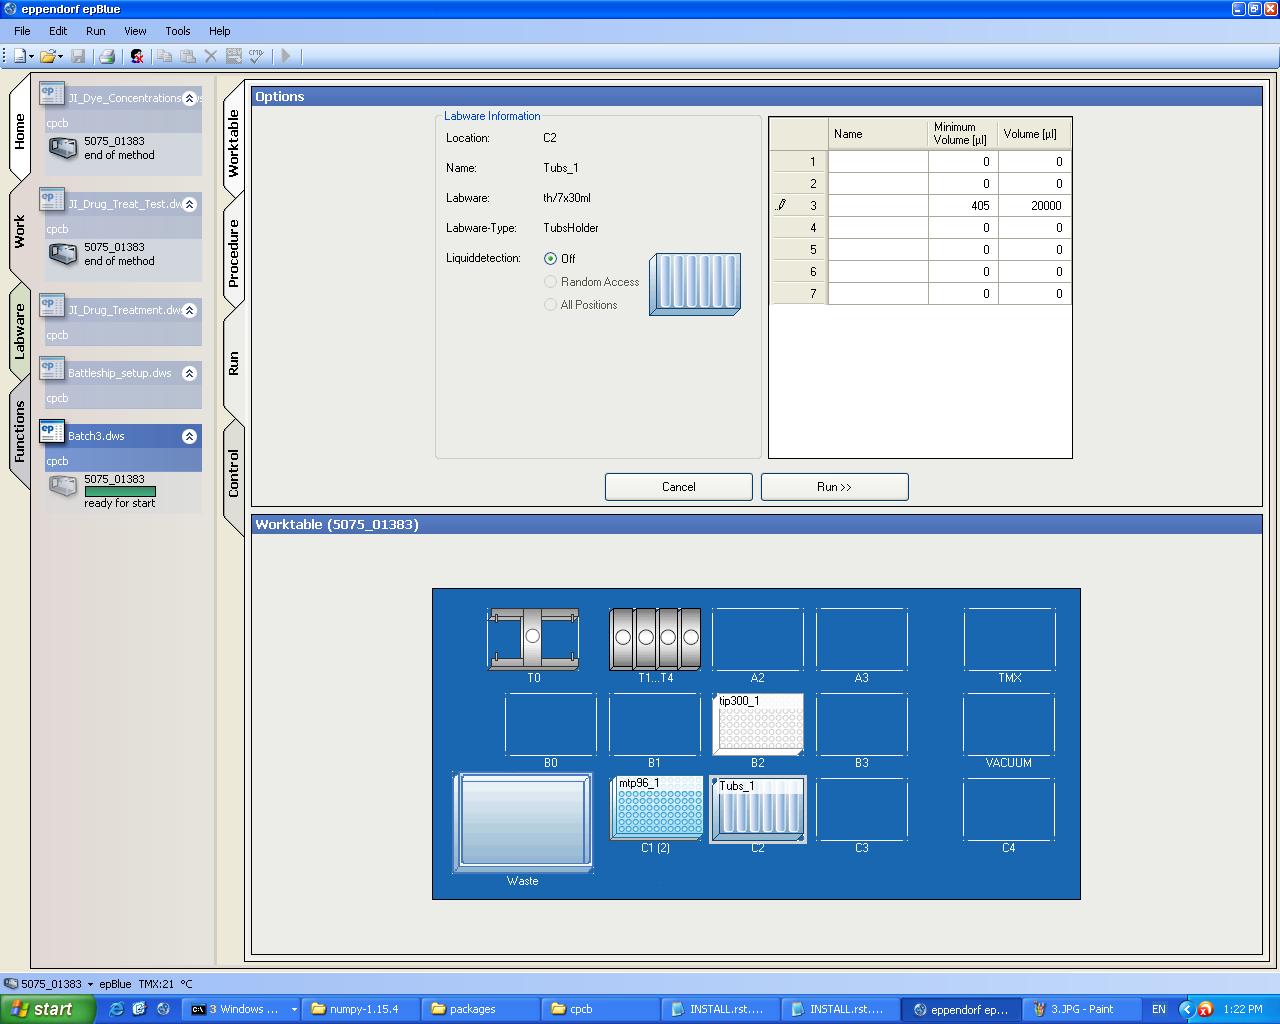 eppendorf epBlue
File Edit Run View Tools Help
Home
Work
Labware
Functions
JI_Dye_Concentrations
cpcb
5075_01383
end of method
JI_Drug_Treat_Test.dw
5075_01383
end of method
JI_Drug_Treatment.dws
cpcb
Battleship_setup.dws
cpcb
Batch3.dws
cpcb
5075_01383
ready for start
Worktable
Procedure
Run
Control
Options
Labware Information
Location: C2
Name: Tubs_1
Labware: th/7x30ml
Labware-Type: TubsHolder
Liquiddetection: Off
Random Access
All Positions
Name Minimum Volume [µl] Volume [µl]
1 0 0
2 0 0
3 405 20000
4 0 0
5 0 0
6 0 0
7 0 0
Cancel Run >>
Worktable (5075_01383)
T0 T1...T4 A2 A3 TMX
tip300_1
B0 B1 B2 B3 VACUUM
mtp96_1 Tubs_1
C1 (2) C2 C3 C4
Waste
5075_01383 epBlue TMX:21 °C
start 3 Windows ... numpy-1.15.4 packages cpcb INSTALL.rst.... INSTALL.rst.... eppendorf ep... 3.JPG - Paint EN 1:22 PM